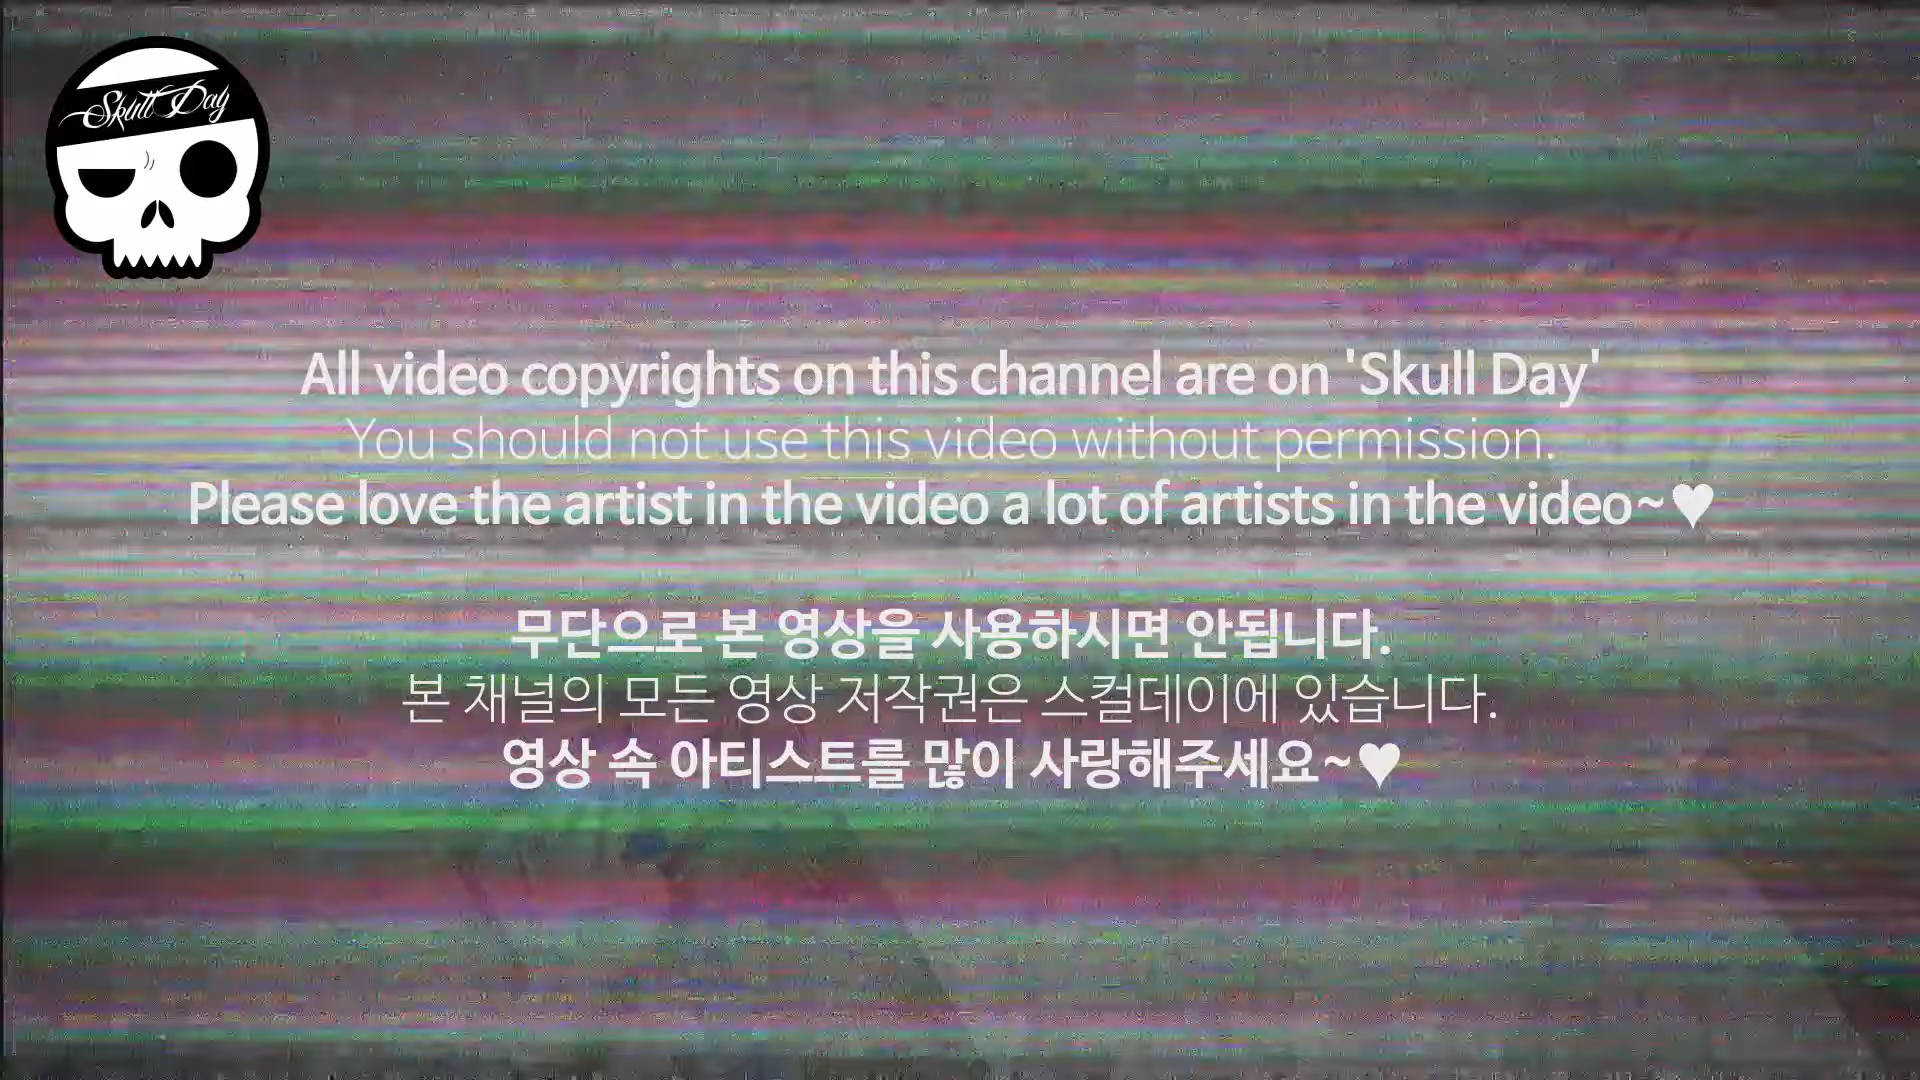 Skull Day
All video copyrights on this channel are on 'Skull Day'
You should not use this video without permission.
Please love the artist in the video a lot of artists in the video~♥
무단으로 본 영상을 사용하시면 안됩니다.
본 채널의 모든 영상 저작권은 스컬데이에 있습니다.
영상 속 아티스트를 많이 사랑해주세요~♥